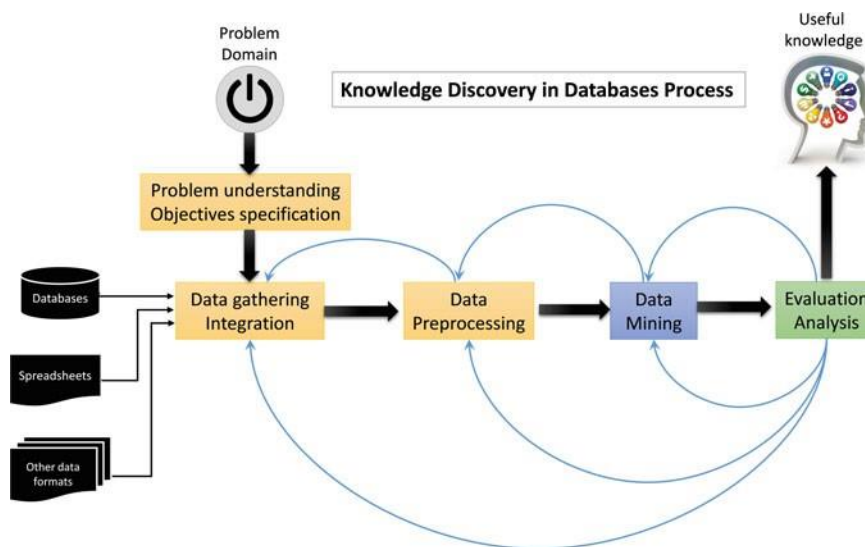 Problem
Domain
Useful
knowledge
Knowledge Discovery in Databases Process
Problem understanding
Objectives specification
Databases
Data gathering
Integration
Data
Preprocessing
Data
Mining
Evaluation
Analysis
Spreadsheets
Other data
formats